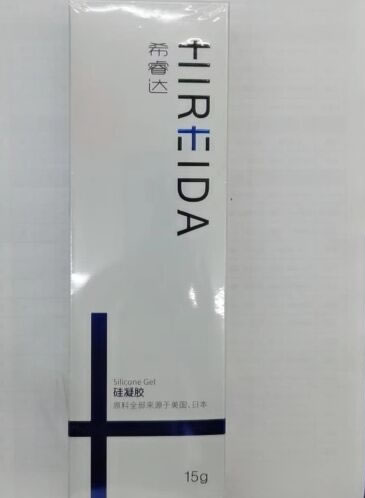 希睿达
HIREIDA
Silicone Gel
硅凝胶
原料全部来源于美国、日本
15g